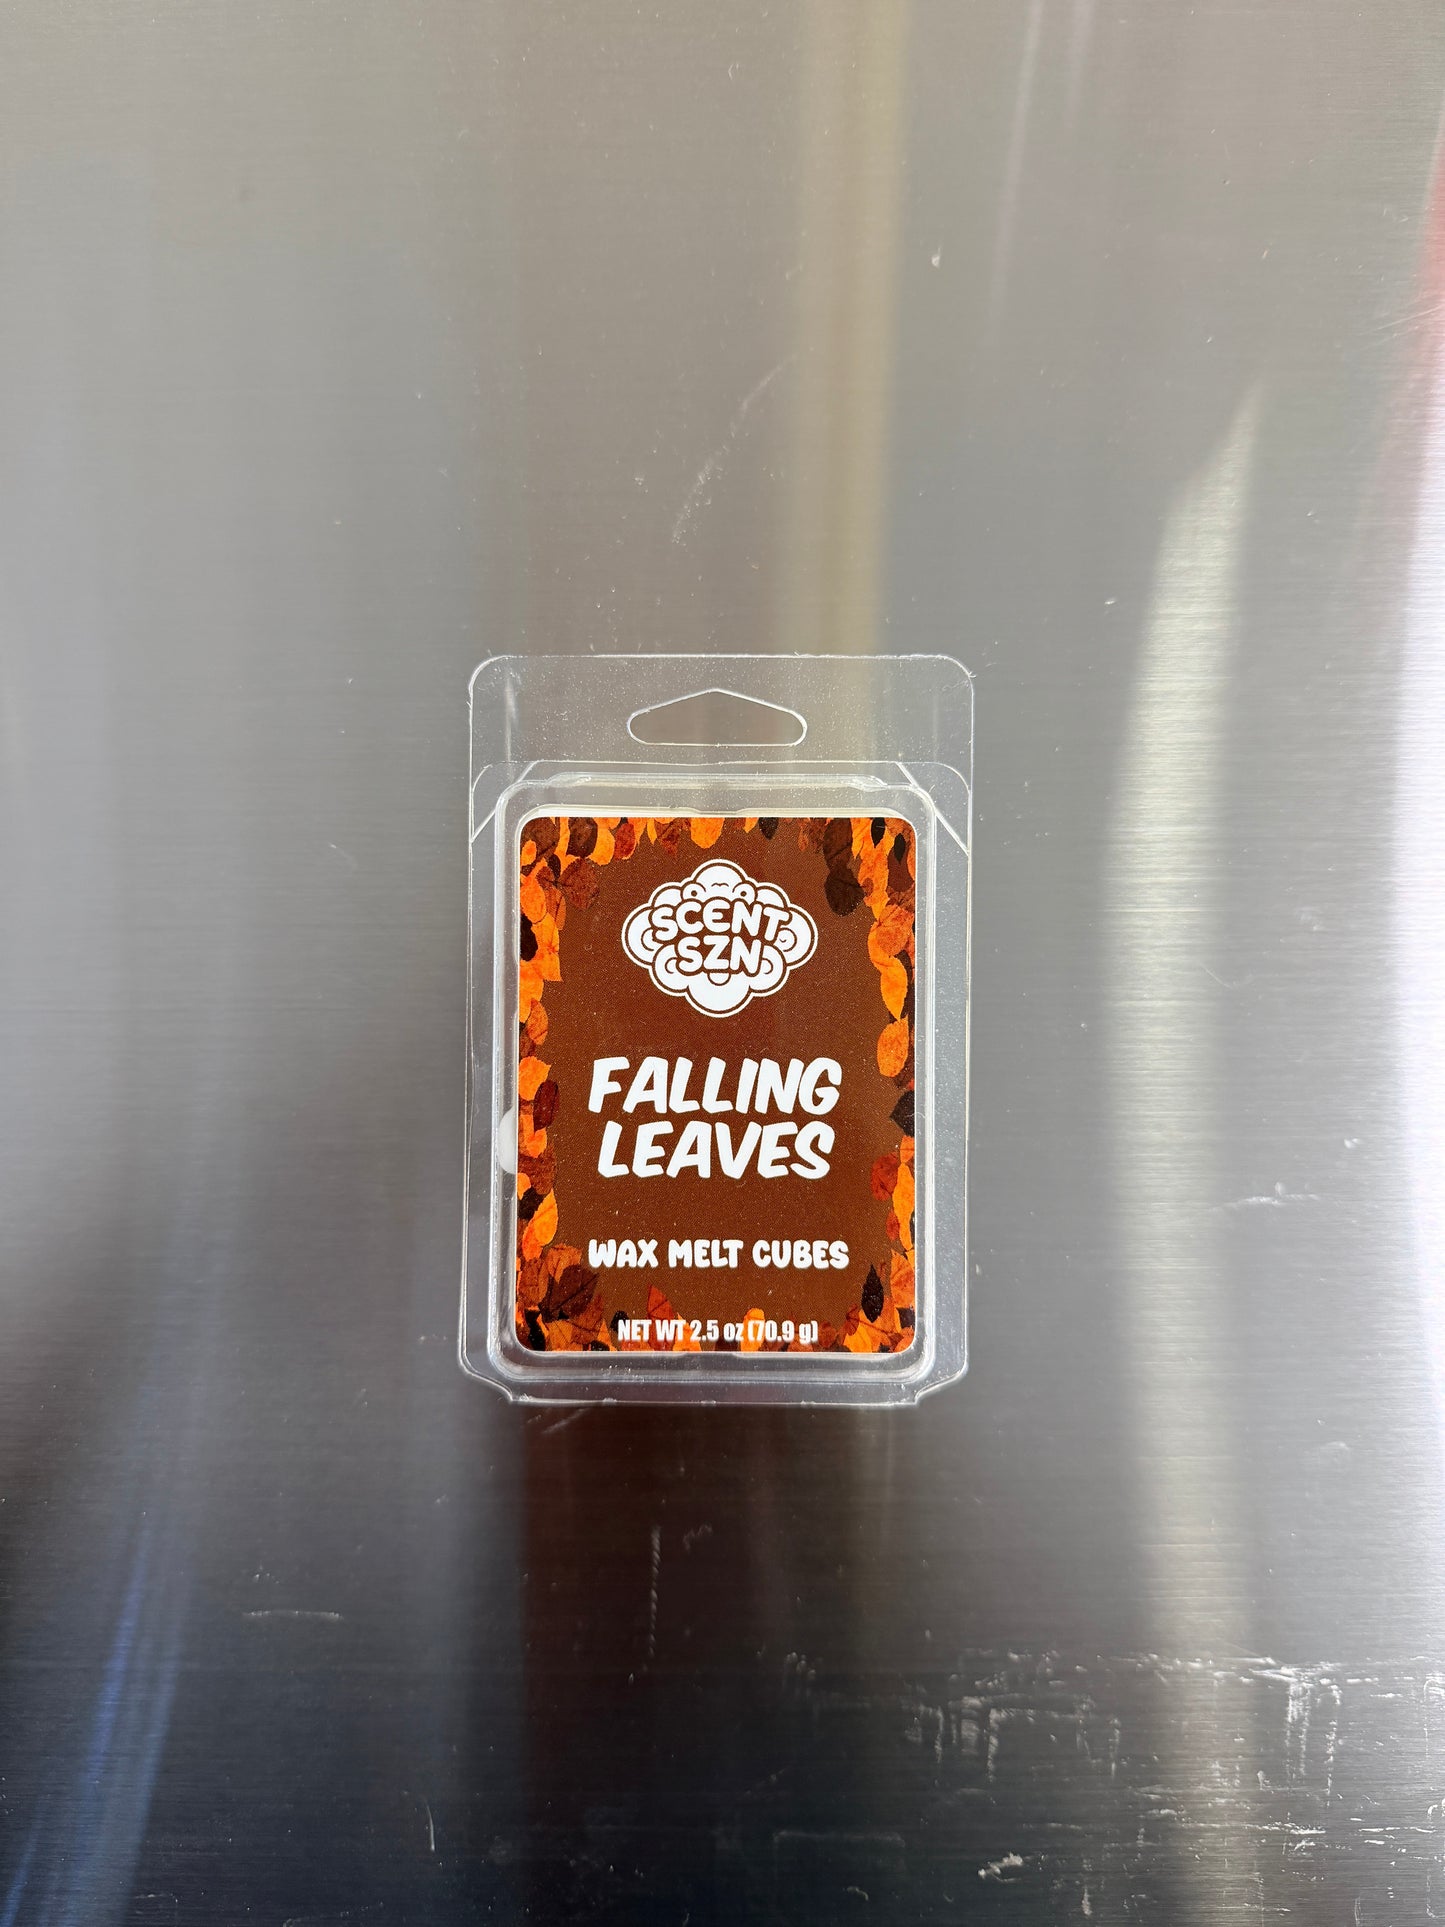 SCENT
SZN
FALLING
LEAVES
WAX MELT CUBES
NET WT 2.5 oz (70.9 g)